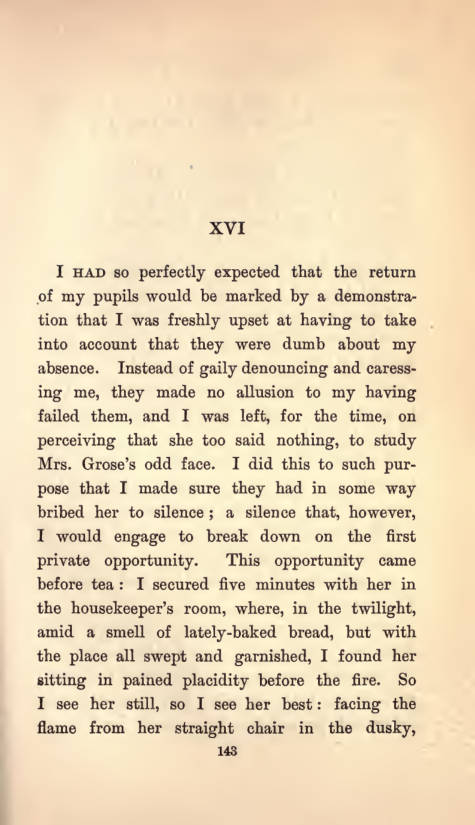 XVI
I HAD so perfectly expected that the return
of my pupils would be marked by a demonstra-
tion that I was freshly upset at having to take
into account that they were dumb about my
absence. Instead of gaily denouncing and caress-
ing me, they made no allusion to my having
failed them, and I was left, for the time, on
perceiving that she too said nothing, to study
Mrs. Grose's odd face. I did this to such pur-
pose that I made sure they had in some way
bribed her to silence ; a silence that, however,
I would engage to break down on the first
private opportunity. This opportunity came
before tea : I secured five minutes with her in
the housekeeper's room, where, in the twilight,
amid a smell of lately-baked bread, but with
the place all swept and garnished, I found her
sitting in pained placidity before the fire. So
I see her still, so I see her best : facing the
flame from her straight chair in the dusky,
143